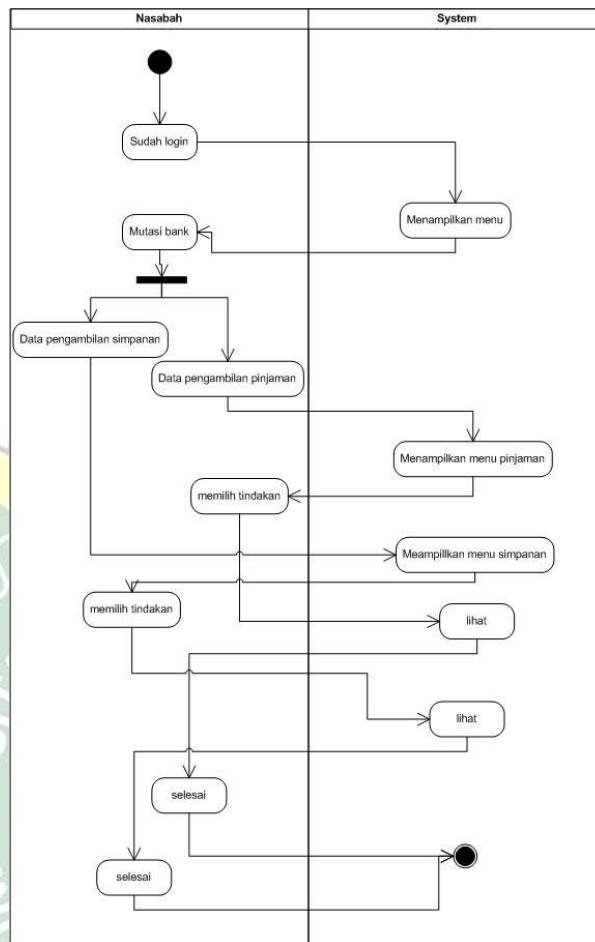 Nasabah
System
Sudah login
Menampilkan menu
Mutasi bank
Data pengambilan simpanan
Data pengambilan pinjaman
Menampilkan menu pinjaman
memilih tindakan
Meampillkan menu simpanan
memilih tindakan
lihat
lihat
selesai
selesai